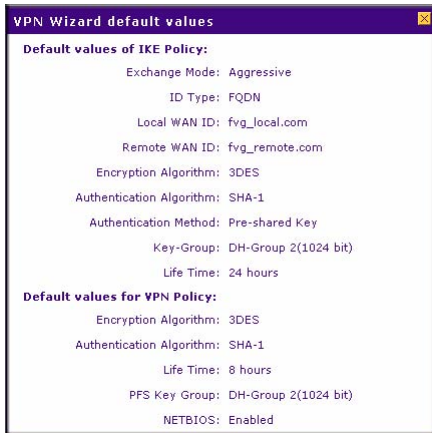 VPN Wizard default values
Default values of IKE Policy:
Exchange Mode: Aggressive
ID Type: FQDN
Local WAN ID: fvg_local.com
Remote WAN ID: fvg_remote.com
Encryption Algorithm: 3DES
Authentication Algorithm: SHA-1
Authentication Method: Pre-shared Key
Key-Group: DH-Group 2(1024 bit)
Life Time: 24 hours
Default values for VPN Policy:
Encryption Algorithm: 3DES
Authentication Algorithm: SHA-1
Life Time: 8 hours
PFS Key Group: DH-Group 2(1024 bit)
NETBIOS: Enabled